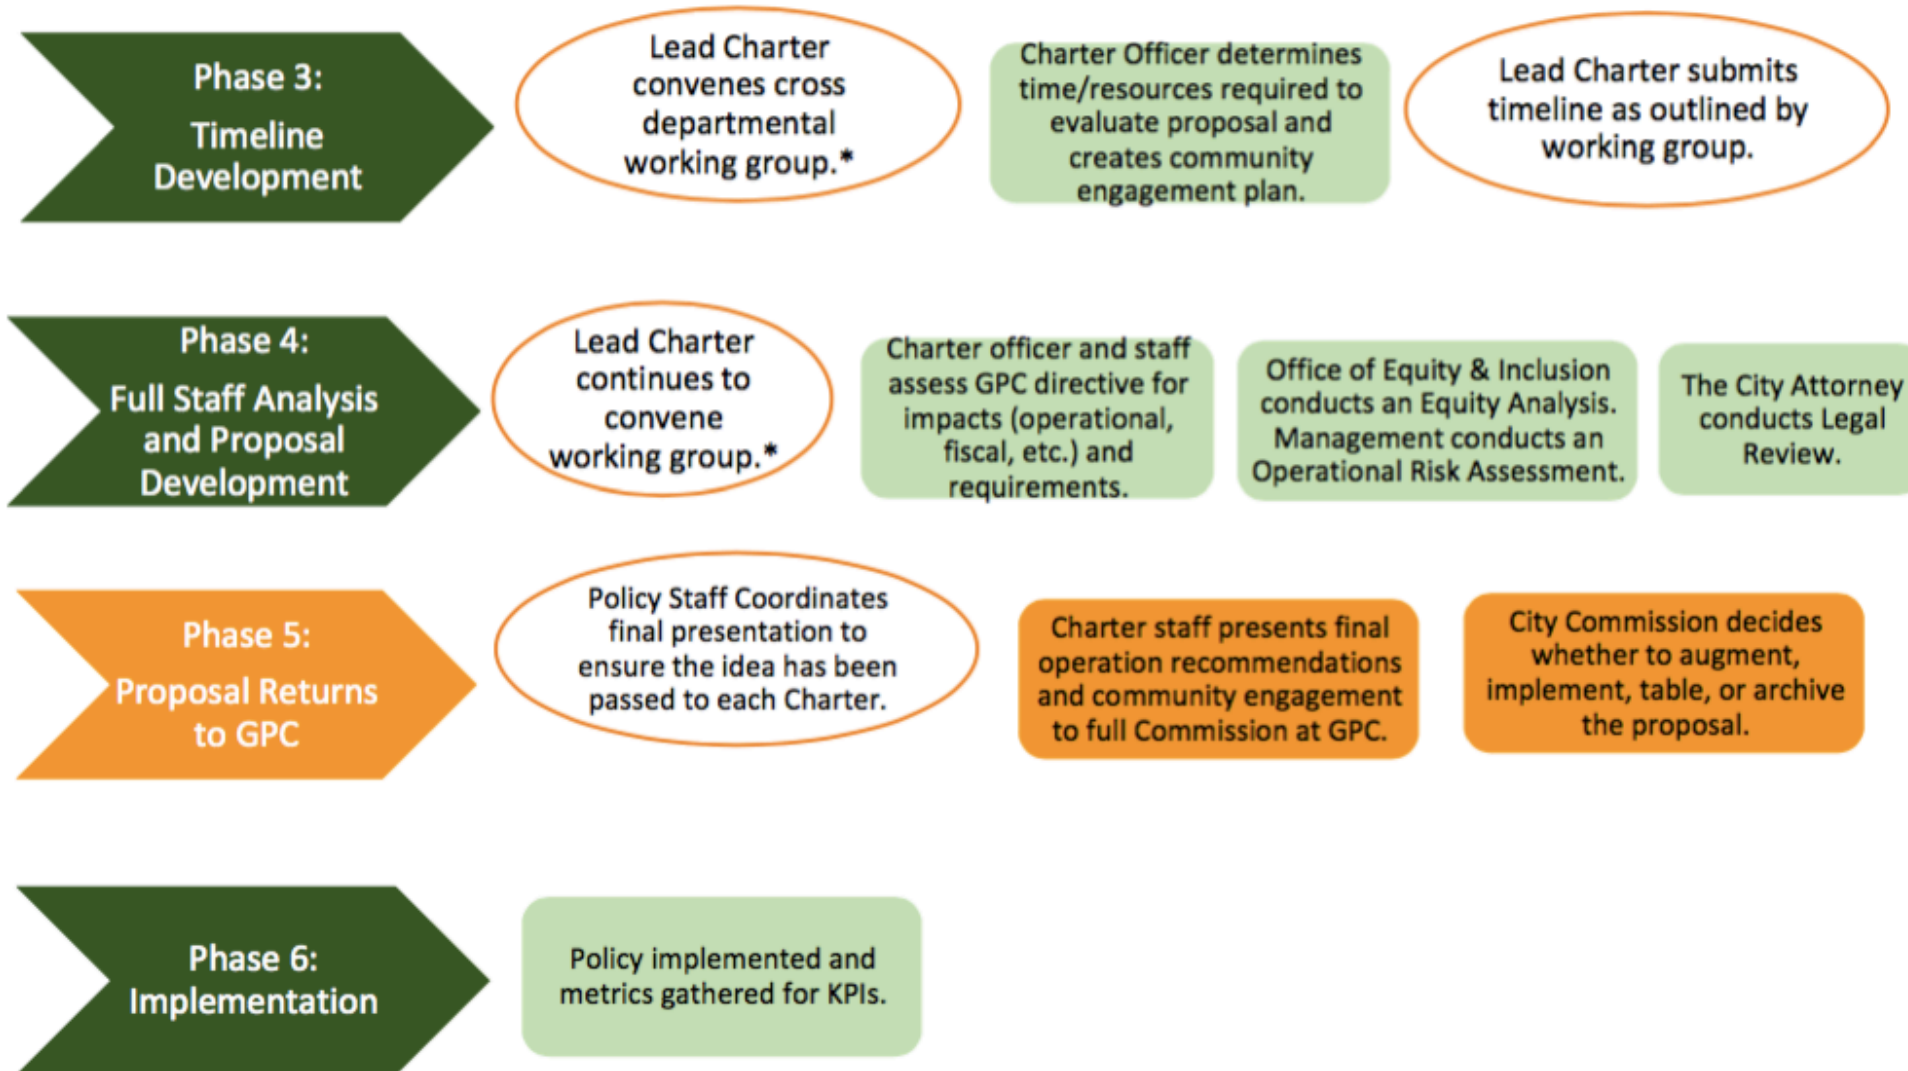 Phase 3:
Timeline
Development
Lead Charter
convenes cross
departmental
working group.*
Charter Officer determines
time/resources required to
evaluate proposal and
creates community
engagement plan.
Lead Charter submits
timeline as outlined by
working group.
Phase 4:
Full Staff Analysis
and Proposal
Development
Lead Charter
continues to
convene
working group.*
Charter officer and staff
assess GPC directive for
impacts (operational,
fiscal, etc.) and
requirements.
Office of Equity & Inclusion
conducts an Equity Analysis.
Management conducts an
Operational Risk Assessment.
The City Attorney
conducts Legal
Review.
Phase 5:
Proposal Returns
to GPC
Policy Staff Coordinates
final presentation to
ensure the idea has been
passed to each Charter.
Charter staff presents final
operation recommendations
and community engagement
to full Commission at GPC.
City Commission decides
whether to augment,
implement, table, or archive
the proposal.
Phase 6:
Implementation
Policy implemented and
metrics gathered for KPIs.